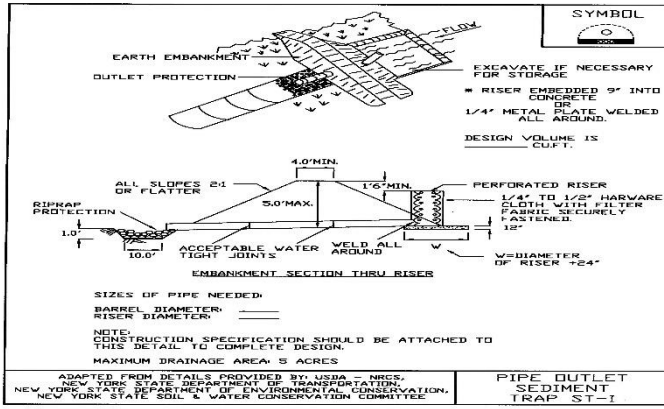 SYMBOL
FLOW
EARTH EMBANKMENT
OUTLET PROTECTION
EXCAVATE IF NECESSARY
FOR STORAGE
* RISER EMBEDDED 9" INTO
CONCRETE
OR
1/4" METAL PLATE WELDED
ALL AROUND.
DESIGN VOLUME IS
______ CU.FT.
4.0'MIN.
ALL SLOPES 2:1
OR FLATTER
5.0'MAX.
1'6"MIN.
PERFORATED RISER
1/4" TO 1/2" HARWARE
CLOTH WITH FILTER
FABRIC SECURELY
FASTENED.
RIPRAP
PROTECTION
1.0'
10.0'
ACCEPTABLE WATER
TIGHT JOINTS
WELD ALL
AROUND
12"
W
W=DIAMETER
OF RISER +24"
EMBANKMENT SECTION THRU RISER
SIZES OF PIPE NEEDED:
BARREL DIAMETER: ______
RISER DIAMETER: ______
NOTE:
CONSTRUCTION SPECIFICATION SHOULD BE ATTACHED TO
THIS DETAIL TO COMPLETE DESIGN.
MAXIMUM DRAINAGE AREA: 5 ACRES
ADAPTED FROM DETAILS PROVIDED BY: USDA - NRCS,
NEW YORK STATE DEPARTMENT OF TRANSPORTATION,
NEW YORK STATE DEPARTMENT OF ENVIRONMENTAL CONSERVATION,
NEW YORK STATE SOIL & WATER CONSERVATION COMMITTEE
PIPE OUTLET
SEDIMENT
TRAP ST-I